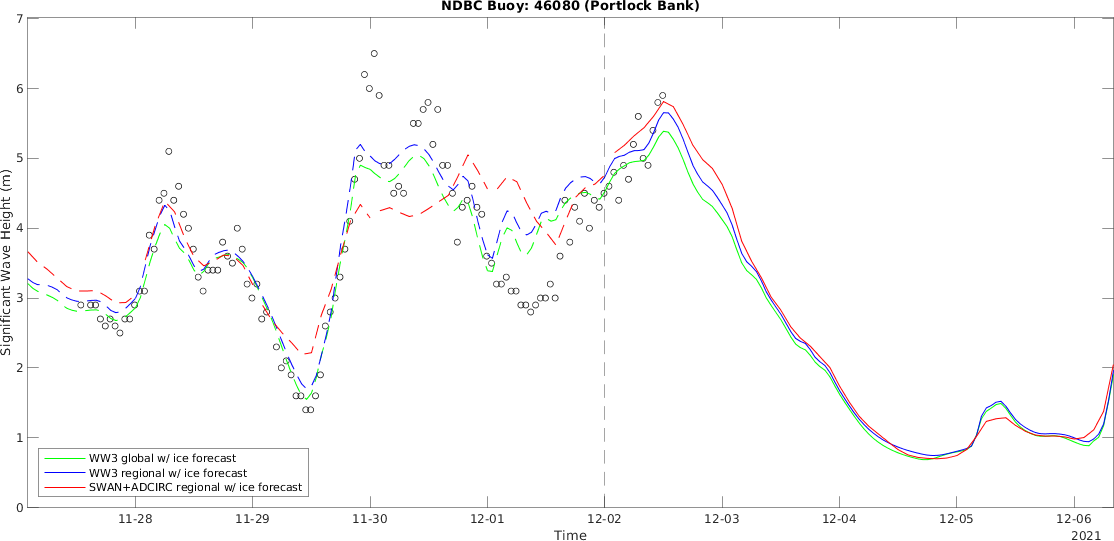 NDBC Buoy: 46080 (Portlock Bank)
7
6
5
4
3
2
1
0
Significant Wave Height (m)
WW3 global w/ ice forecast
WW3 regional w/ ice forecast
SWAN+ADCIRC regional w/ ice forecast
11-28 11-29 11-30 12-01 12-02 12-03 12-04 12-05 12-06
Time
2021